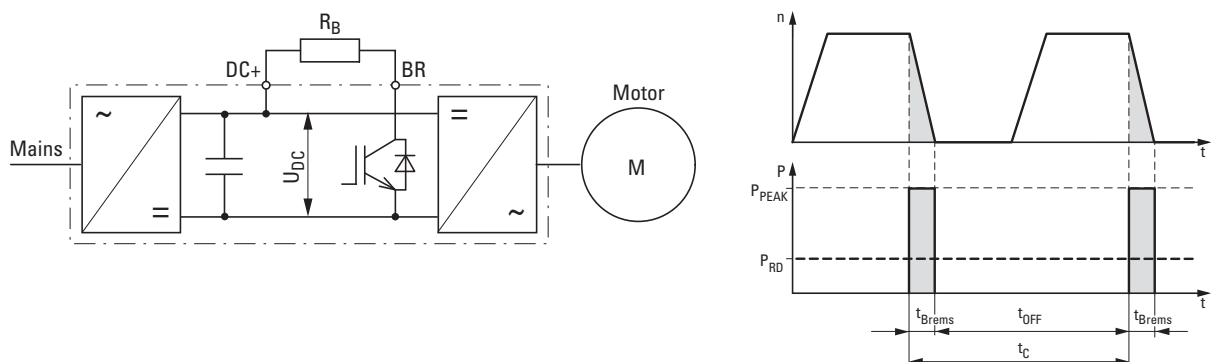 R_B
DC+
BR
~
=
Motor
Mains
U_DC
M
=
~
n
t
P
P_PEAK
P_RD
t
t_Brems
t_OFF
t_Brems
t_C